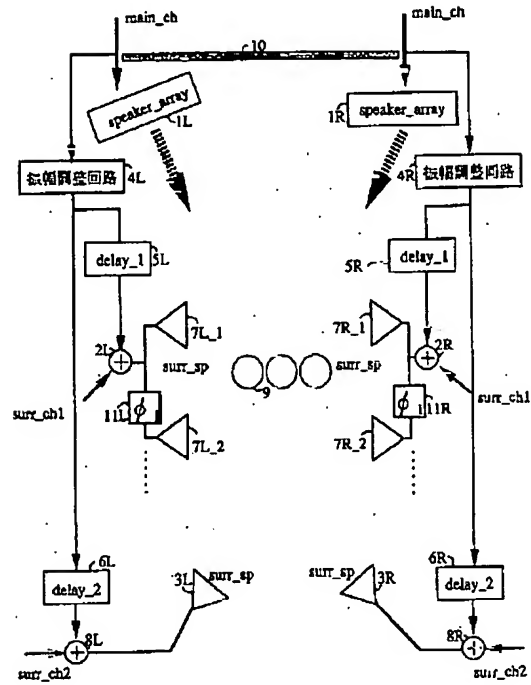 main_ch
main_ch
10
speaker_array
1L
speaker_array
1R
振幅調整回路
4L
振幅調整回路
4R
delay_1
5L
delay_1
5R
7L_1
7R_1
2L
2R
surr_sp
surr_sp
9
surr_ch1
surr_ch1
11L
ϕ
ϕ
11R
7L_2
7R_2
6L
delay_2
6R
delay_2
3L
surr_sp
surr_sp
3R
8L
8R
surr_ch2
surr_ch2